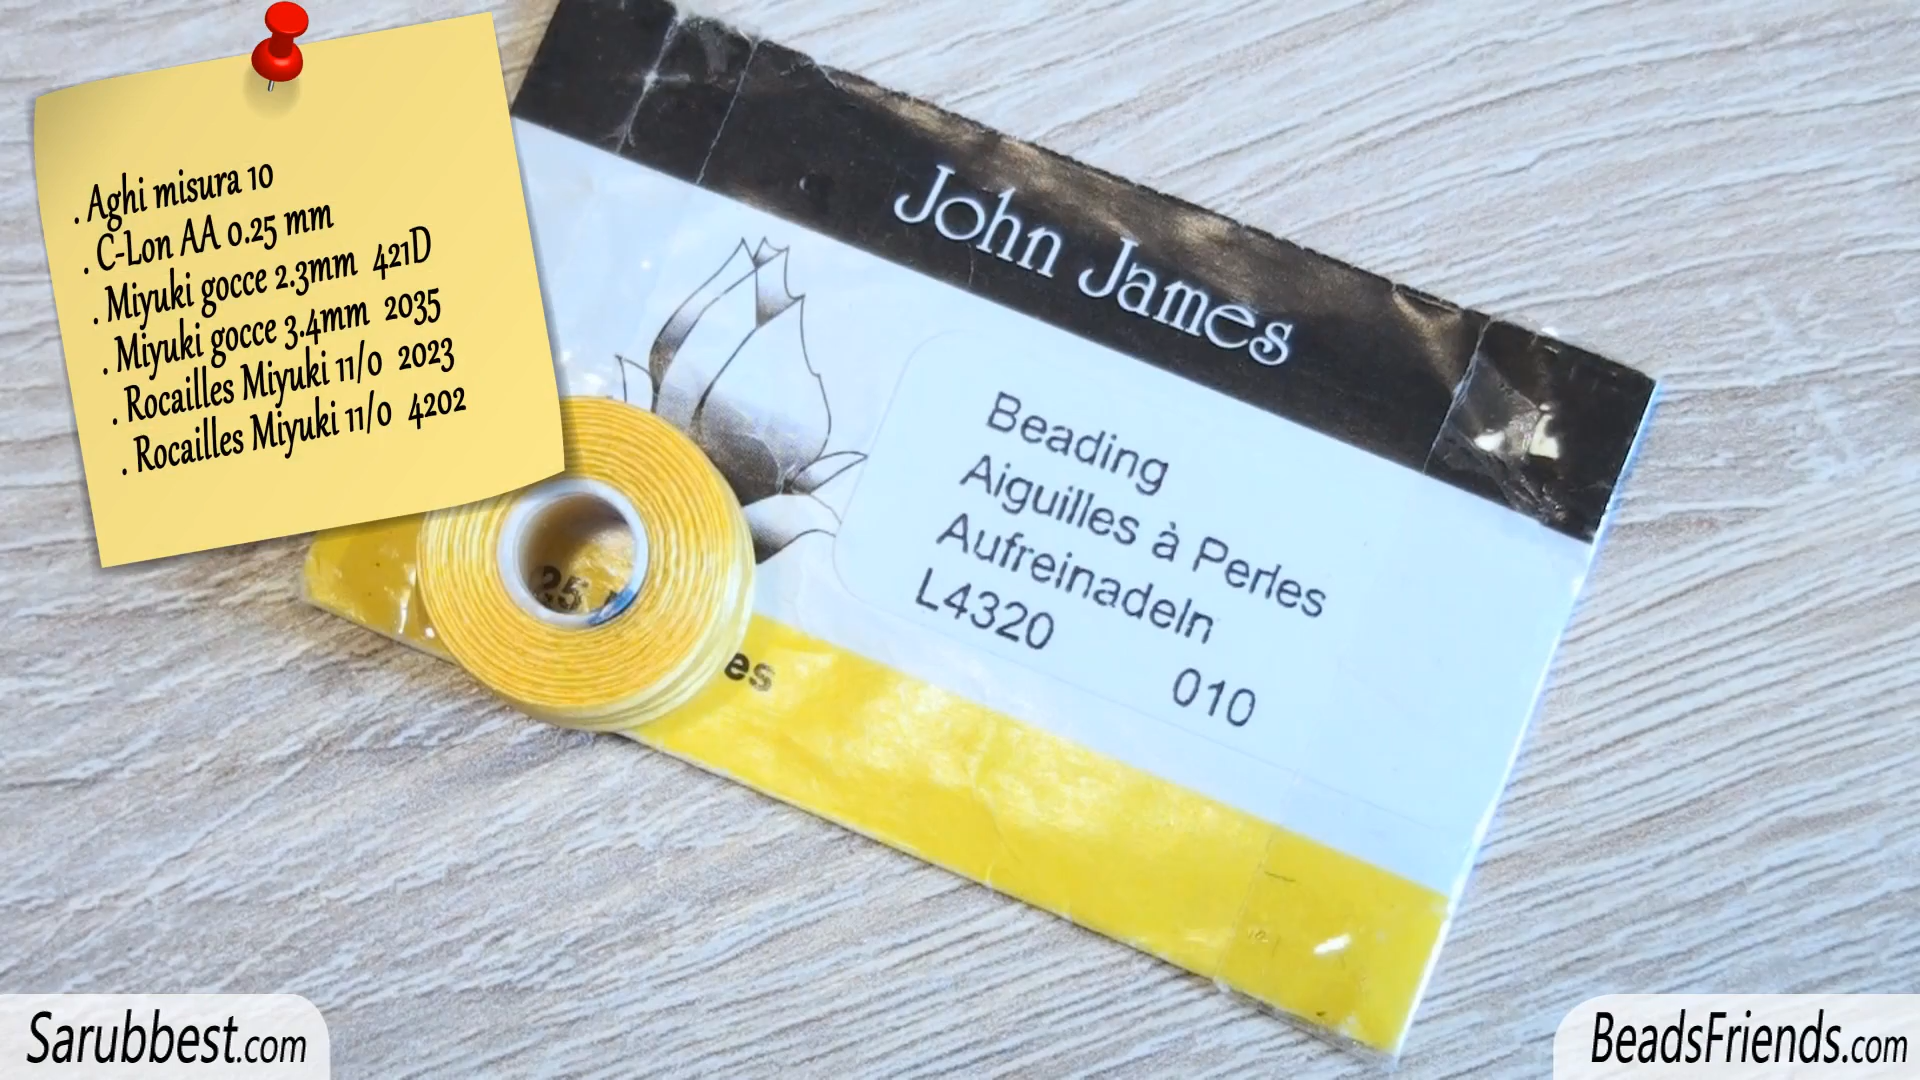 . Aghi misura 10
. C-Lon AA 0.25 mm
. Miyuki gocce 2.3mm 421D
. Miyuki gocce 3.4mm 2035
. Rocailles Miyuki 11/0 2023
. Rocailles Miyuki 11/0 4202
John James
Beading
Aiguilles à Perles
Aufreinadeln
L4320 010
25
es
Sarubbest.com
BeadsFriends.com